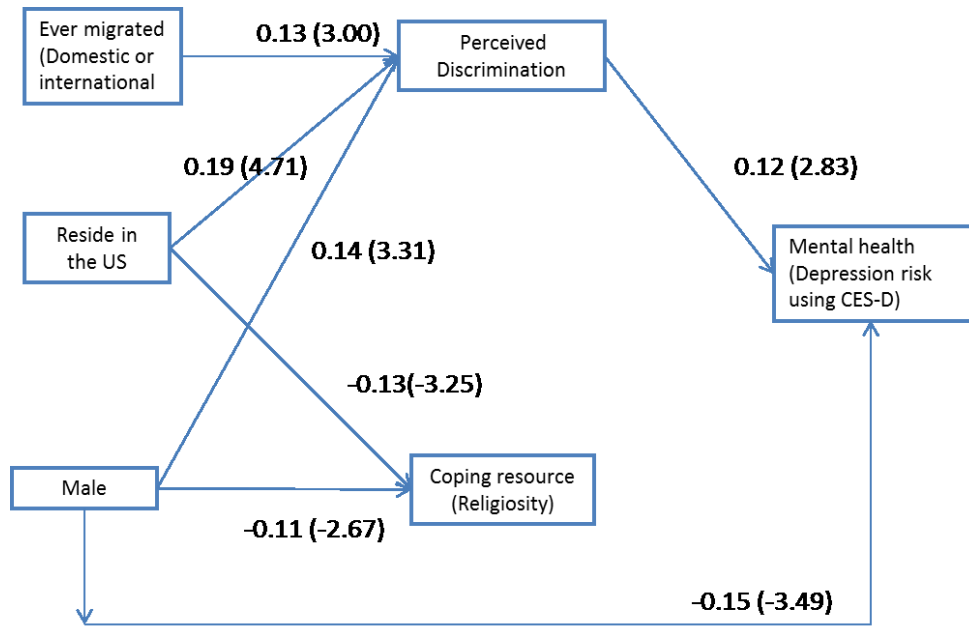 Ever migrated
(Domestic or
international
0.13 (3.00)
Perceived
Discrimination
0.19 (4.71)
0.12 (2.83)
Reside in
the US
0.14 (3.31)
Mental health
(Depression risk
using CES-D)
-0.13(-3.25)
Male
Coping resource
(Religiosity)
-0.11 (-2.67)
-0.15 (-3.49)